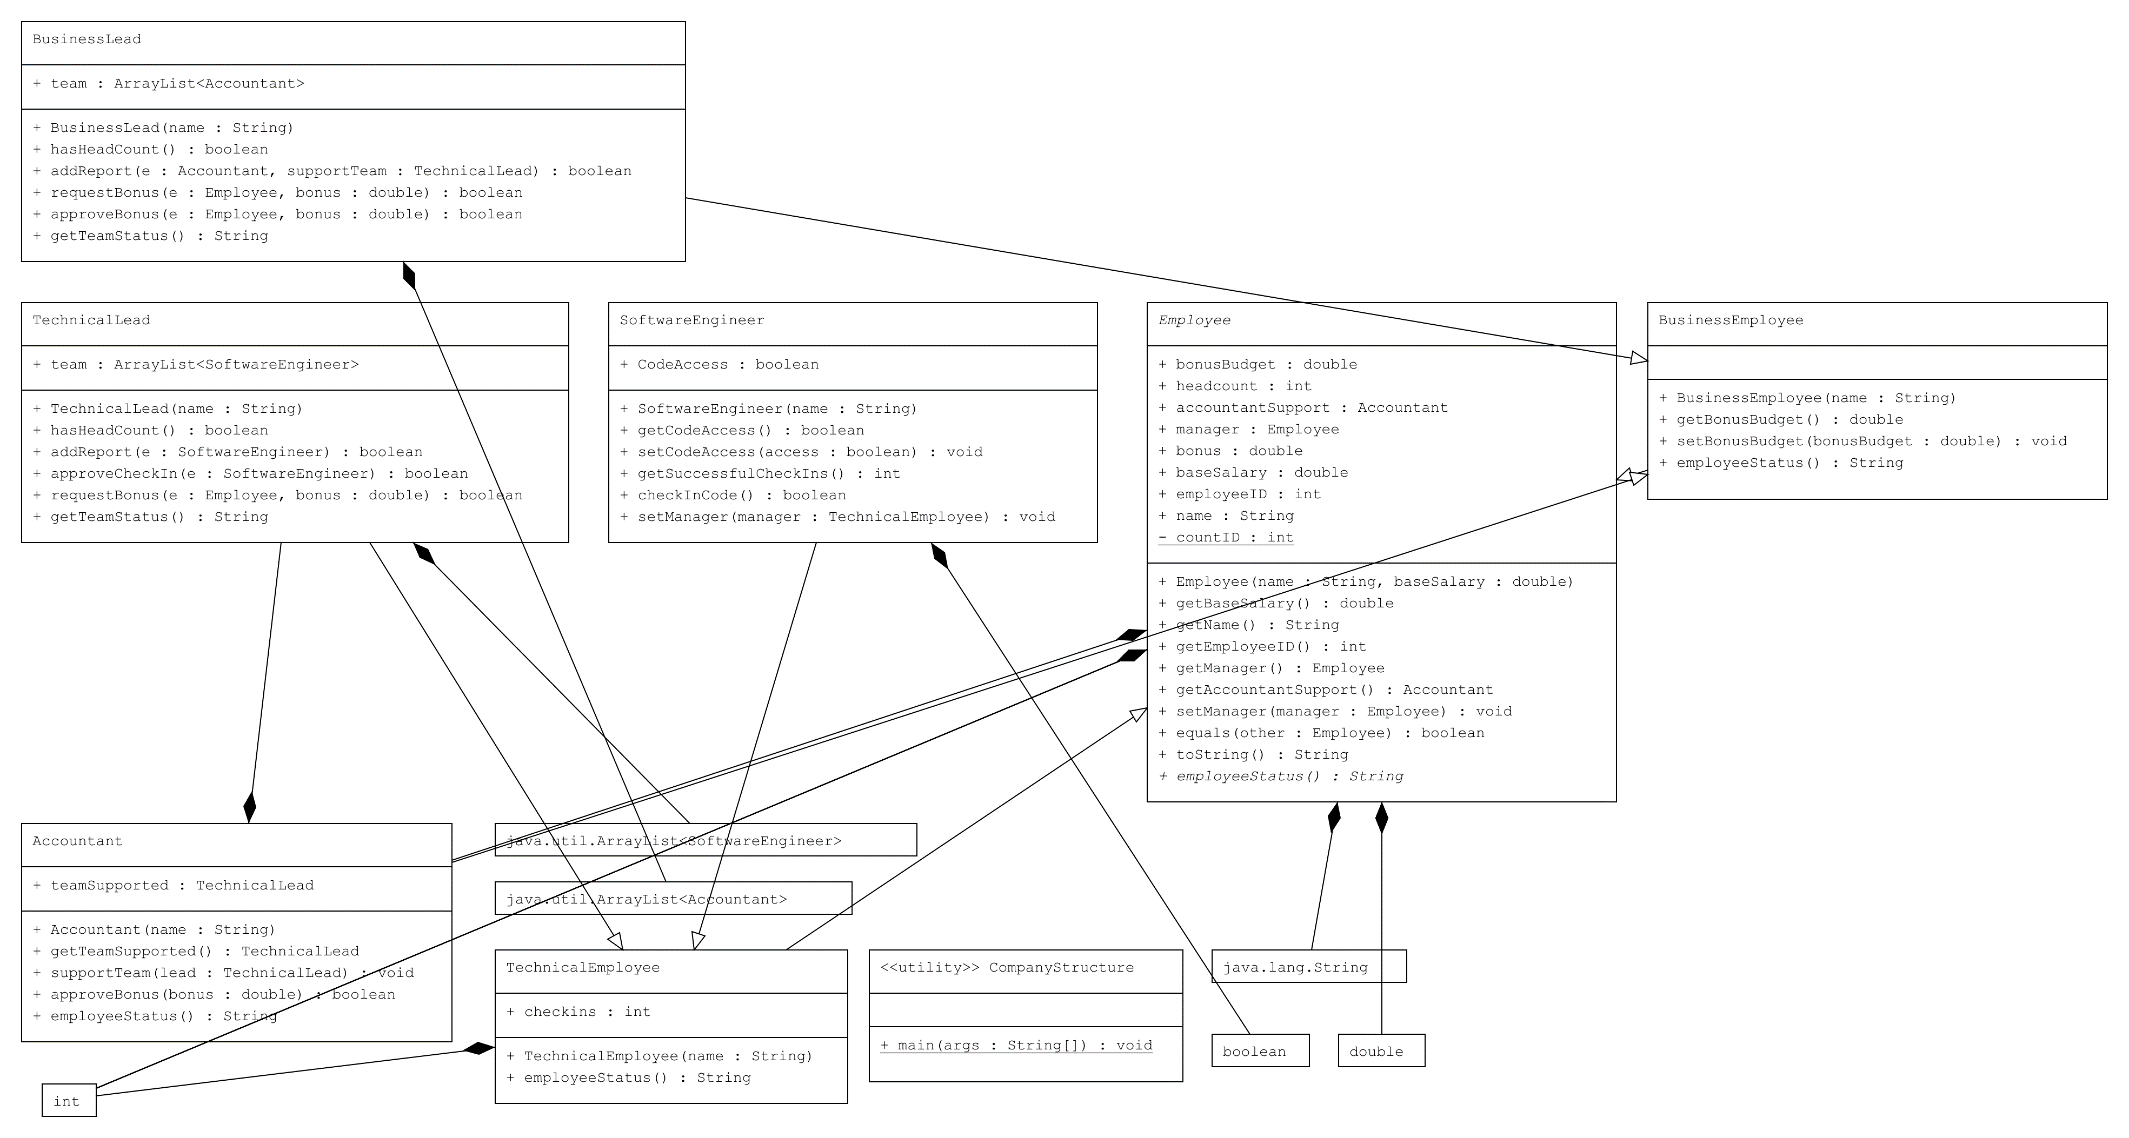 BusinessLead
+ team : ArrayList<Accountant>
+ BusinessLead(name : String)
+ hasHeadCount() : boolean
+ addReport(e : Accountant, supportTeam : TechnicalLead) : boolean
+ requestBonus(e : Employee, bonus : double) : boolean
+ approveBonus(e : Employee, bonus : double) : boolean
+ getTeamStatus() : String
TechnicalLead
+ team : ArrayList<SoftwareEngineer>
+ TechnicalLead(name : String)
+ hasHeadCount() : boolean
+ addReport(e : SoftwareEngineer) : boolean
+ approveCheckIn(e : SoftwareEngineer) : boolean
+ requestBonus(e : Employee, bonus : double) : boolean
+ getTeamStatus() : String
SoftwareEngineer
+ CodeAccess : boolean
+ SoftwareEngineer(name : String)
+ getCodeAccess() : boolean
+ setCodeAccess(access : boolean) : void
+ getSuccessfulCheckIns() : int
+ checkInCode() : boolean
+ setManager(manager : TechnicalEmployee) : void
Employee
+ bonusBudget : double
+ headcount : int
+ accountantSupport : Accountant
+ manager : Employee
+ bonus : double
+ baseSalary : double
+ employeeID : int
+ name : String
- countID : int
+ Employee(name : String, baseSalary : double)
+ getBaseSalary() : double
+ getName() : String
+ getEmployeeID() : int
+ getManager() : Employee
+ getAccountantSupport() : Accountant
+ setManager(manager : Employee) : void
+ equals(other : Employee) : boolean
+ toString() : String
+ employeeStatus() : String
BusinessEmployee
+ BusinessEmployee(name : String)
+ getBonusBudget() : double
+ setBonusBudget(bonusBudget : double) : void
+ employeeStatus() : String
Accountant
+ teamSupported : TechnicalLead
+ Accountant(name : String)
+ getTeamSupported() : TechnicalLead
+ supportTeam(lead : TechnicalLead) : void
+ approveBonus(bonus : double) : boolean
+ employeeStatus() : String
java.util.ArrayList<SoftwareEngineer>
java.util.ArrayList<Accountant>
TechnicalEmployee
+ checkins : int
+ TechnicalEmployee(name : String)
+ employeeStatus() : String
<<utility>> CompanyStructure
+ main(args : String[]) : void
java.lang.String
boolean
double
int